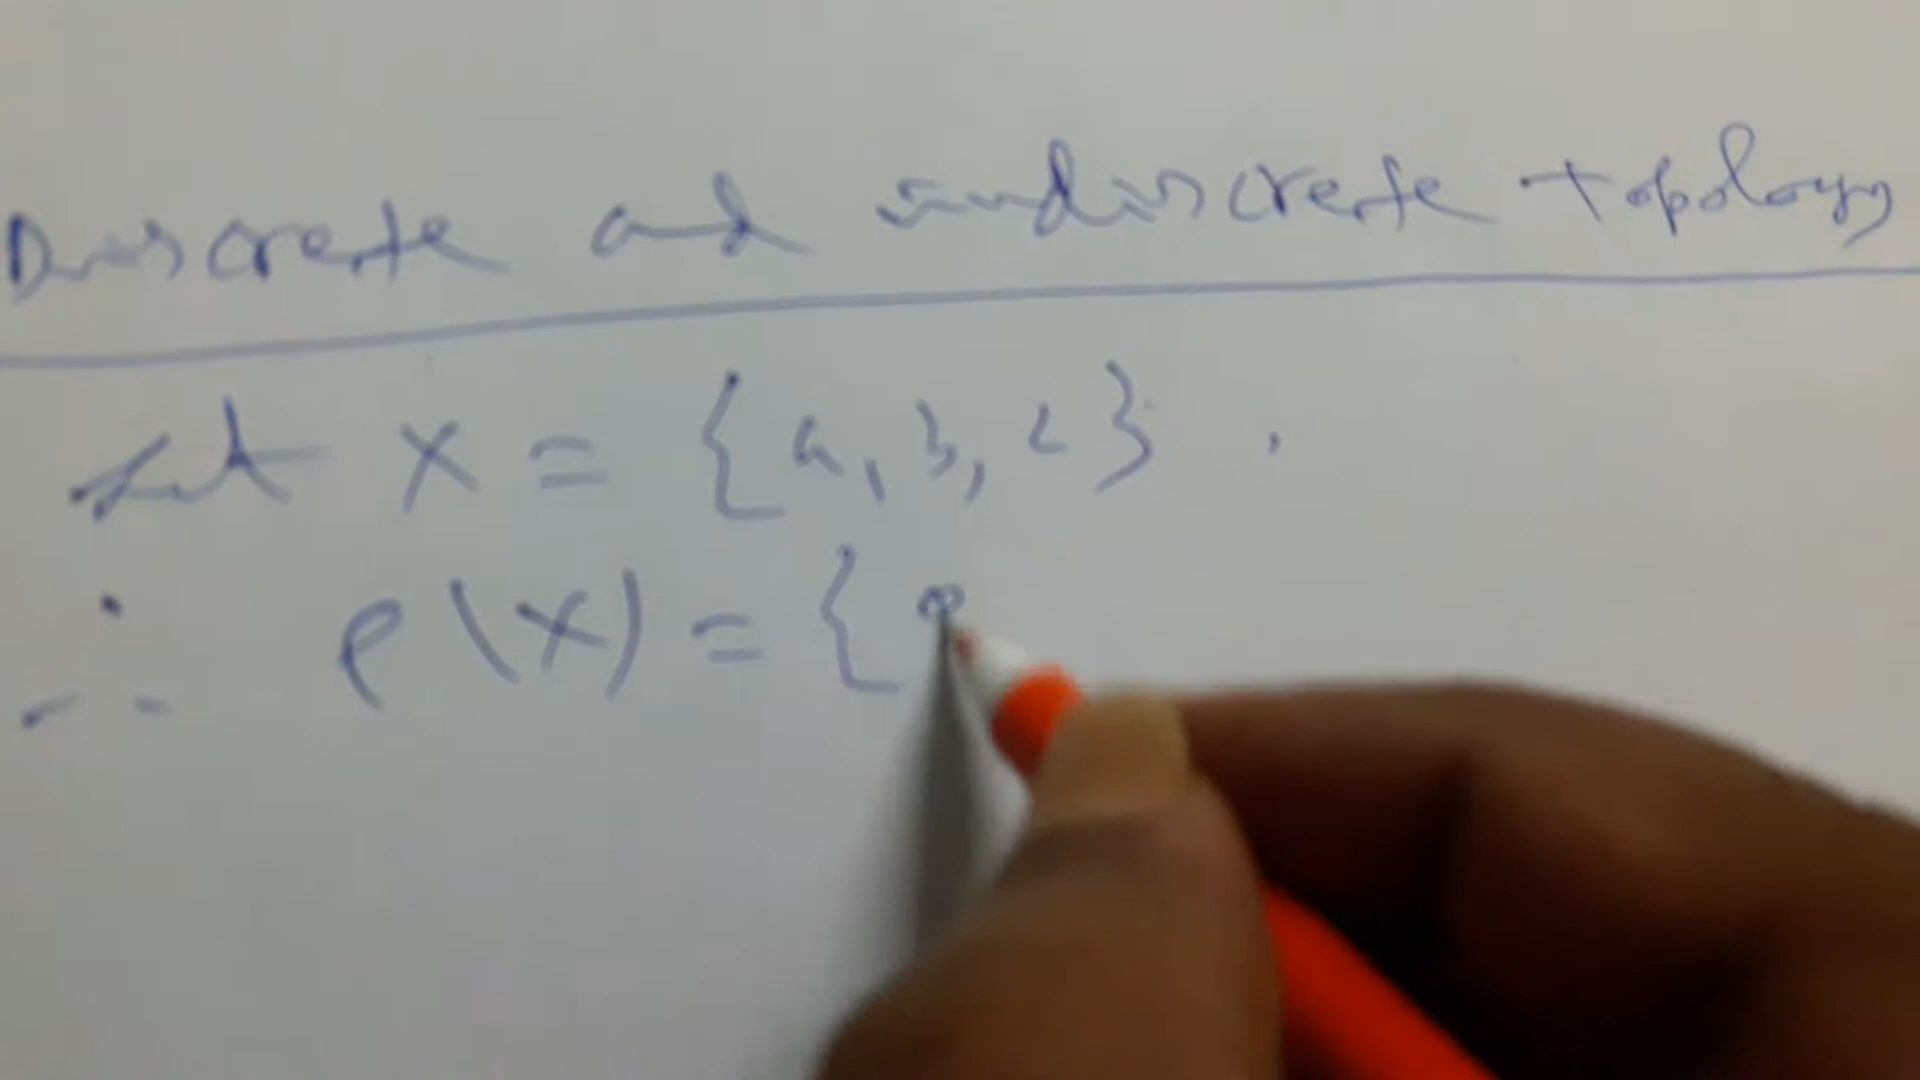 Discrete and indiscrete topology
Let X = {a, b, c} .
∴ P(X) = {